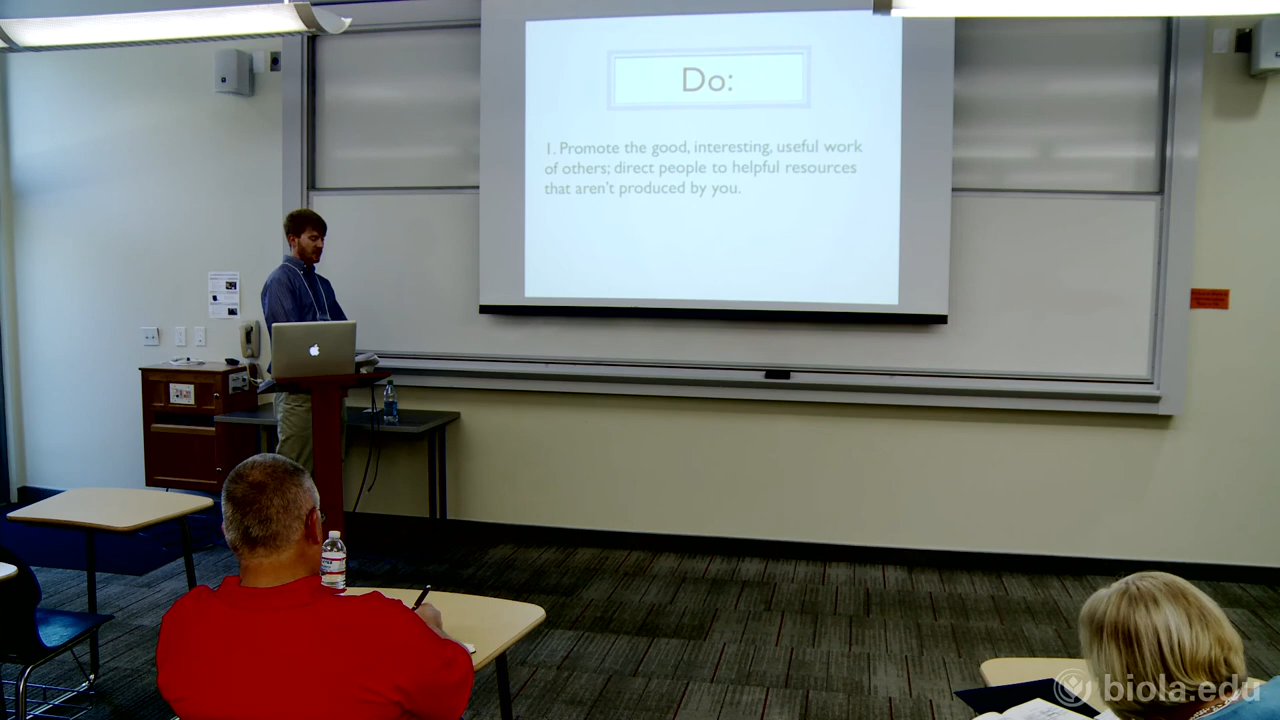 Do:
1. Promote the good, interesting, useful work
of others; direct people to helpful resources
that aren't produced by you.
biola.edu